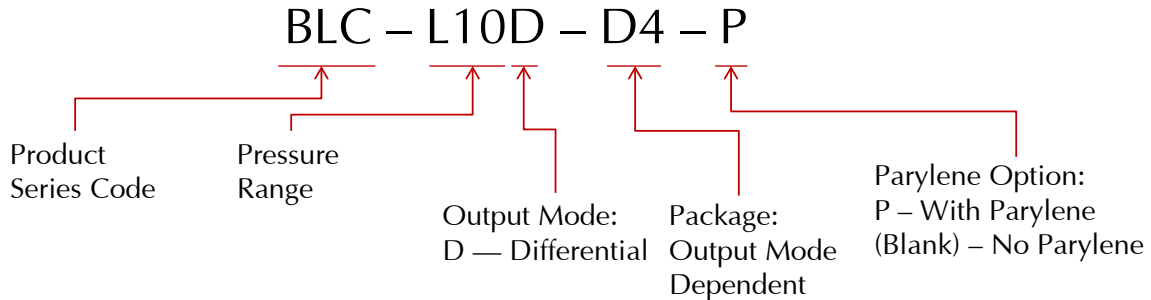 BLC – L10D – D4 – P
Product
Series Code
Pressure
Range
Output Mode:
D — Differential
Package:
Output Mode
Dependent
Parylene Option:
P – With Parylene
(Blank) – No Parylene